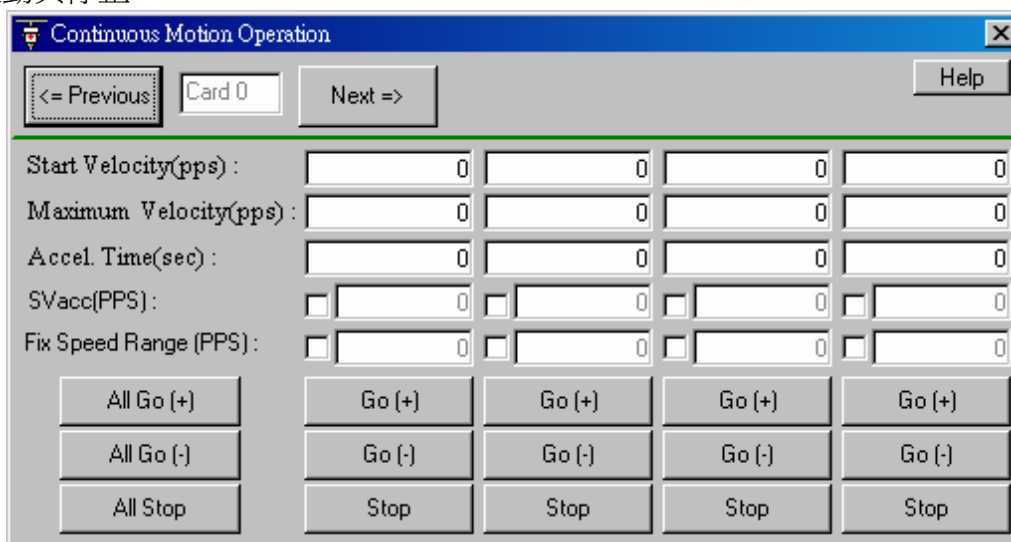 Continuous Motion Operation
<= Previous Card 0 Next => Help
Start Velocity(pps) : 0 0 0 0
Maximum Velocity(pps) : 0 0 0 0
Accel. Time(sec) : 0 0 0 0
SVacc(PPS) : 0 0 0 0
Fix Speed Range (PPS) : 0 0 0 0
All Go (+) Go (+) Go (+) Go (+) Go (+)
All Go (-) Go (-) Go (-) Go (-) Go (-)
All Stop Stop Stop Stop Stop